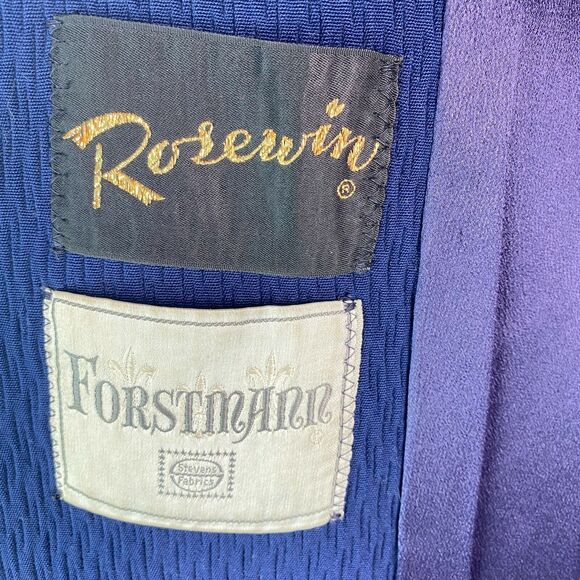 Rosewin
®
FORSTMANN
Stevens
Fabrics